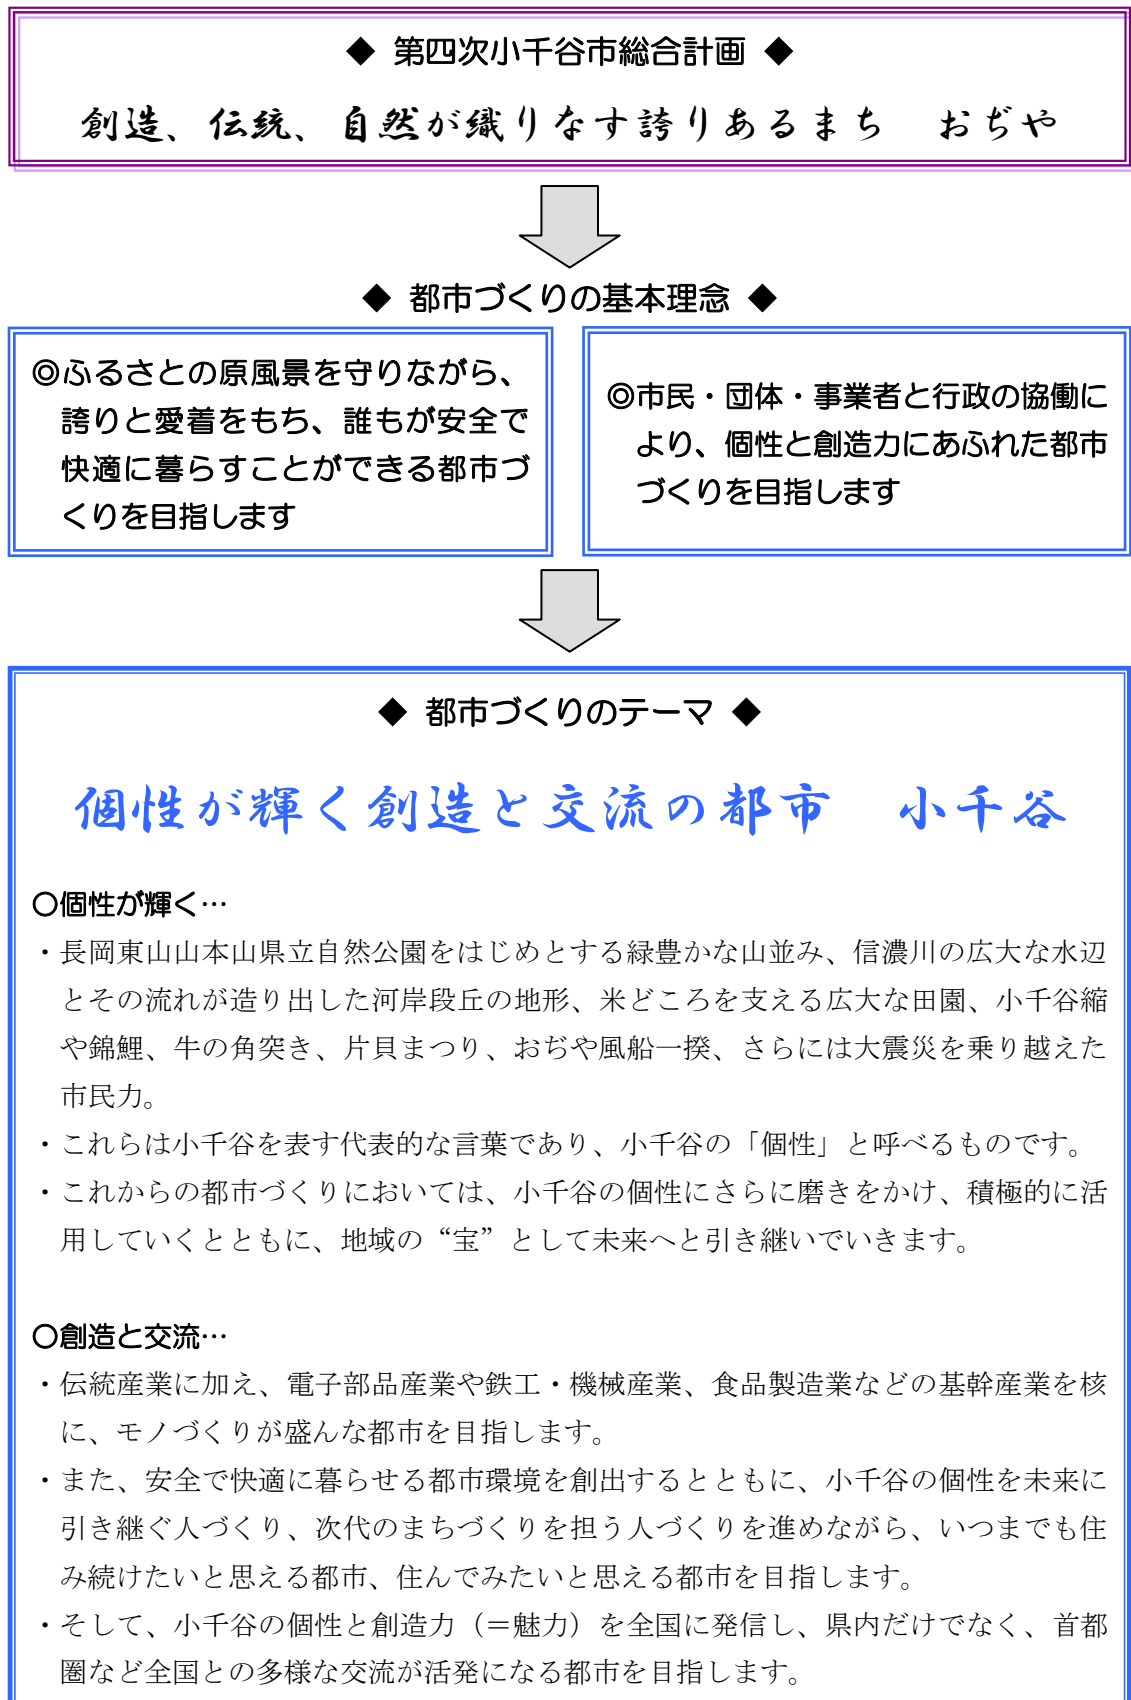 ◆ 第四次小千谷市総合計画 ◆
創造、伝統、自然が織りなす誇りあるまち　おぢや
◆ 都市づくりの基本理念 ◆
◎ふるさとの原風景を守りながら、
誇りと愛着をもち、誰もが安全で
快適に暮らすことができる都市づ
くりを目指します
◎市民・団体・事業者と行政の協働に
より、個性と創造力にあふれた都市
づくりを目指します
◆ 都市づくりのテーマ ◆
個性が輝く創造と交流の都市　小千谷
○個性が輝く…
・長岡東山山本山県立自然公園をはじめとする緑豊かな山並み、信濃川の広大な水辺
とその流れが造り出した河岸段丘の地形、米どころを支える広大な田園、小千谷縮
や錦鯉、牛の角突き、片貝まつり、おぢや風船一揆、さらには大震災を乗り越えた
市民力。
・これらは小千谷を表す代表的な言葉であり、小千谷の「個性」と呼べるものです。
・これからの都市づくりにおいては、小千谷の個性にさらに磨きをかけ、積極的に活
用していくとともに、地域の“宝”として未来へと引き継いでいきます。
○創造と交流…
・伝統産業に加え、電子部品産業や鉄工・機械産業、食品製造業などの基幹産業を核
に、モノづくりが盛んな都市を目指します。
・また、安全で快適に暮らせる都市環境を創出するとともに、小千谷の個性を未来に
引き継ぐ人づくり、次代のまちづくりを担う人づくりを進めながら、いつまでも住
み続けたいと思える都市、住んでみたいと思える都市を目指します。
・そして、小千谷の個性と創造力（＝魅力）を全国に発信し、県内だけでなく、首都
圏など全国との多様な交流が活発になる都市を目指します。